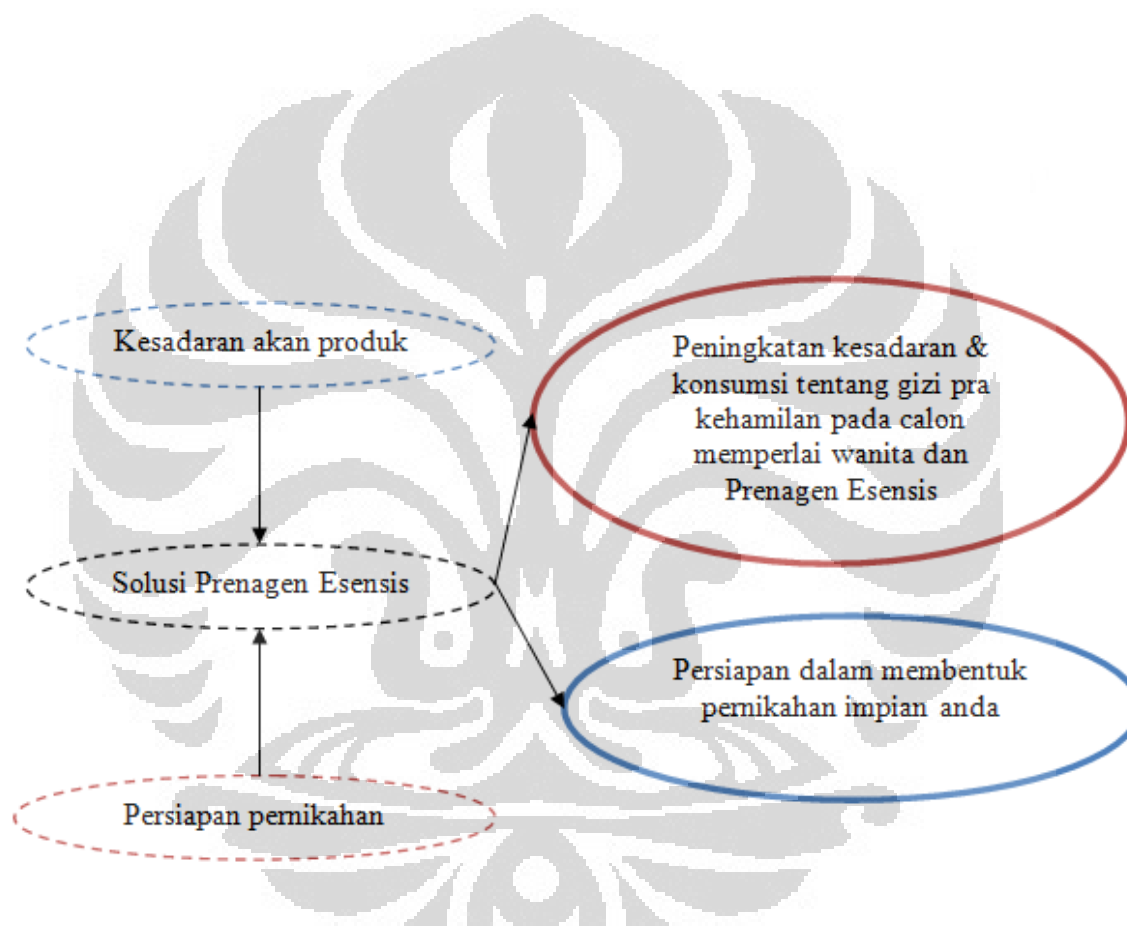 Kesadaran akan produk
Solusi Prenagen Esensis
Persiapan pernikahan
Peningkatan kesadaran &
konsumsi tentang gizi pra
kehamilan pada calon
memperlai wanita dan
Prenagen Esensis
Persiapan dalam membentuk
pernikahan impian anda